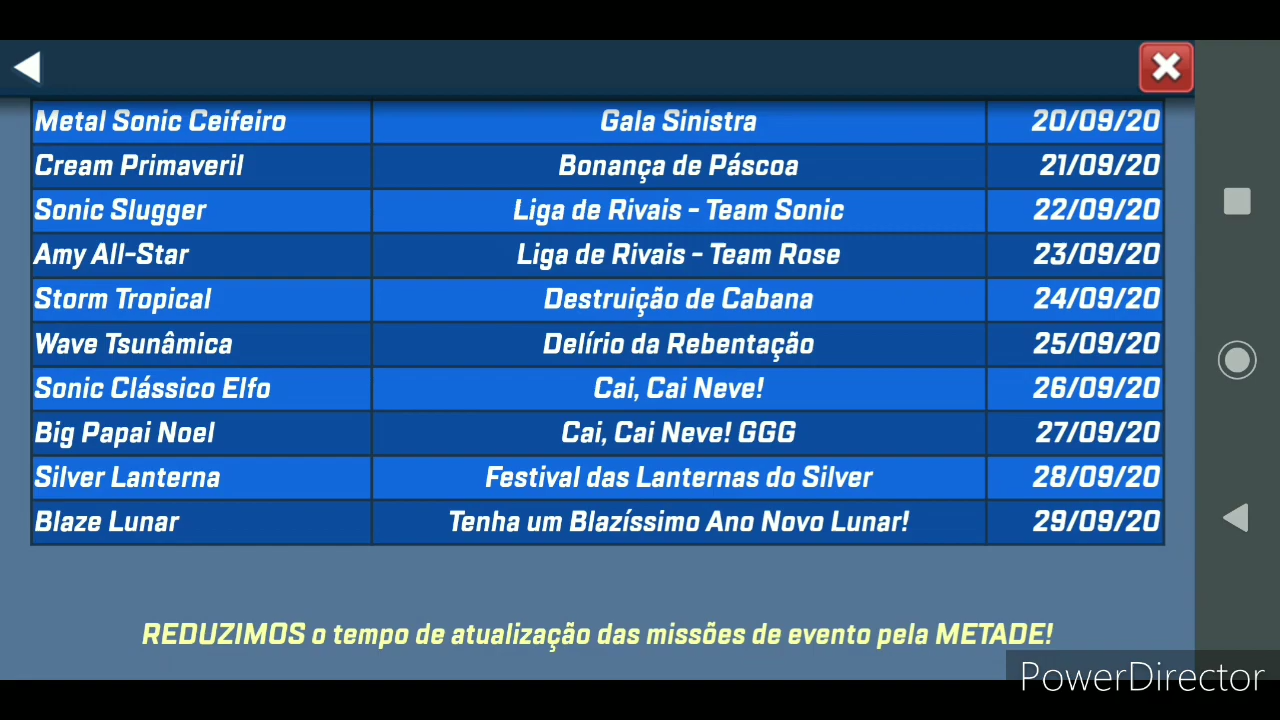 Metal Sonic Ceifeiro Gala Sinistra 20/09/20
Cream Primaveril Bonança de Páscoa 21/09/20
Sonic Slugger Liga de Rivais - Team Sonic 22/09/20
Amy All-Star Liga de Rivais - Team Rose 23/09/20
Storm Tropical Destruição de Cabana 24/09/20
Wave Tsunâmica Delírio da Rebentação 25/09/20
Sonic Clássico Elfo Cai, Cai Neve! 26/09/20
Big Papai Noel Cai, Cai Neve! GGG 27/09/20
Silver Lanterna Festival das Lanternas do Silver 28/09/20
Blaze Lunar Tenha um Blazíssimo Ano Novo Lunar! 29/09/20
REDUZIMOS o tempo de atualização das missões de evento pela METADE!
PowerDirector